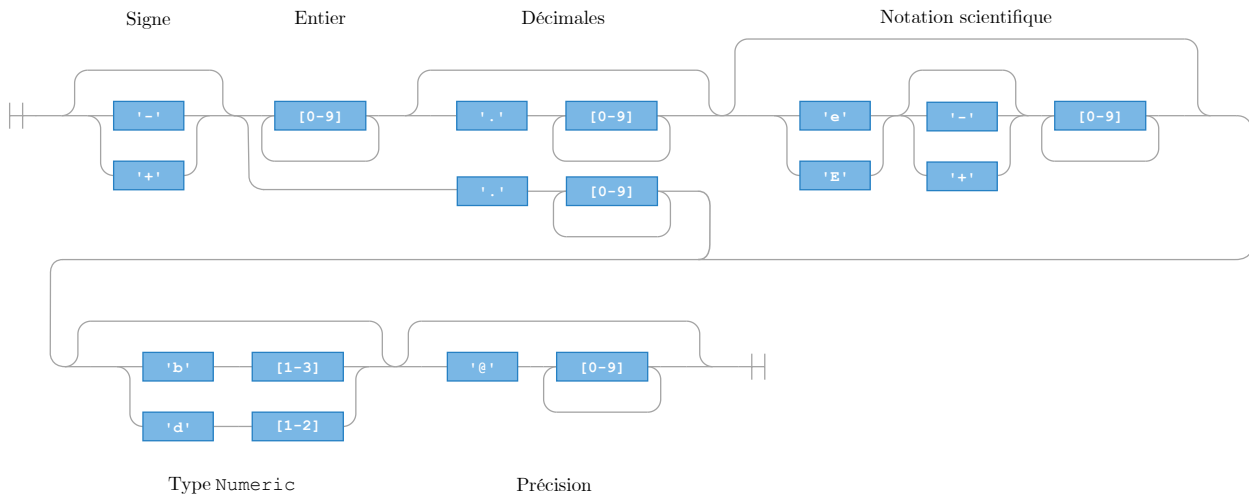 Signe Entier Décimales Notation scientifique
'-' [0-9] '.' [0-9] 'e' '-' [0-9]
'+' '.' [0-9] 'E' '+'
'b' [1-3] '@' [0-9]
'd' [1-2]
Type Numeric Précision